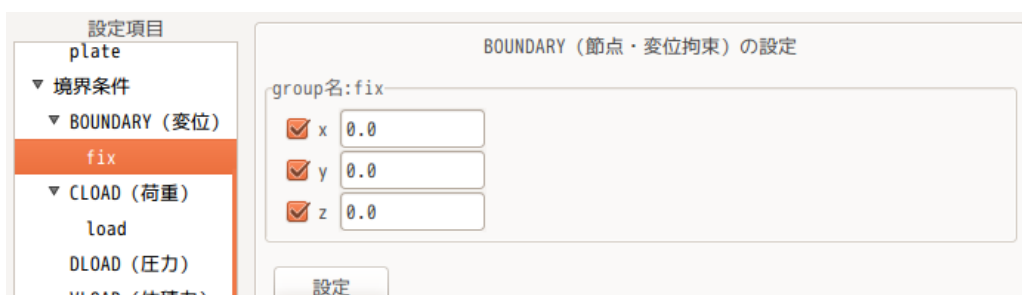 設定項目
plate
▼ 境界条件
▼ BOUNDARY (変位)
fix
▼ CLOAD (荷重)
load
DLOAD (圧力)
BOUNDARY (節点・変位拘束) の設定
group名:fix
x 0.0
y 0.0
z 0.0
設定